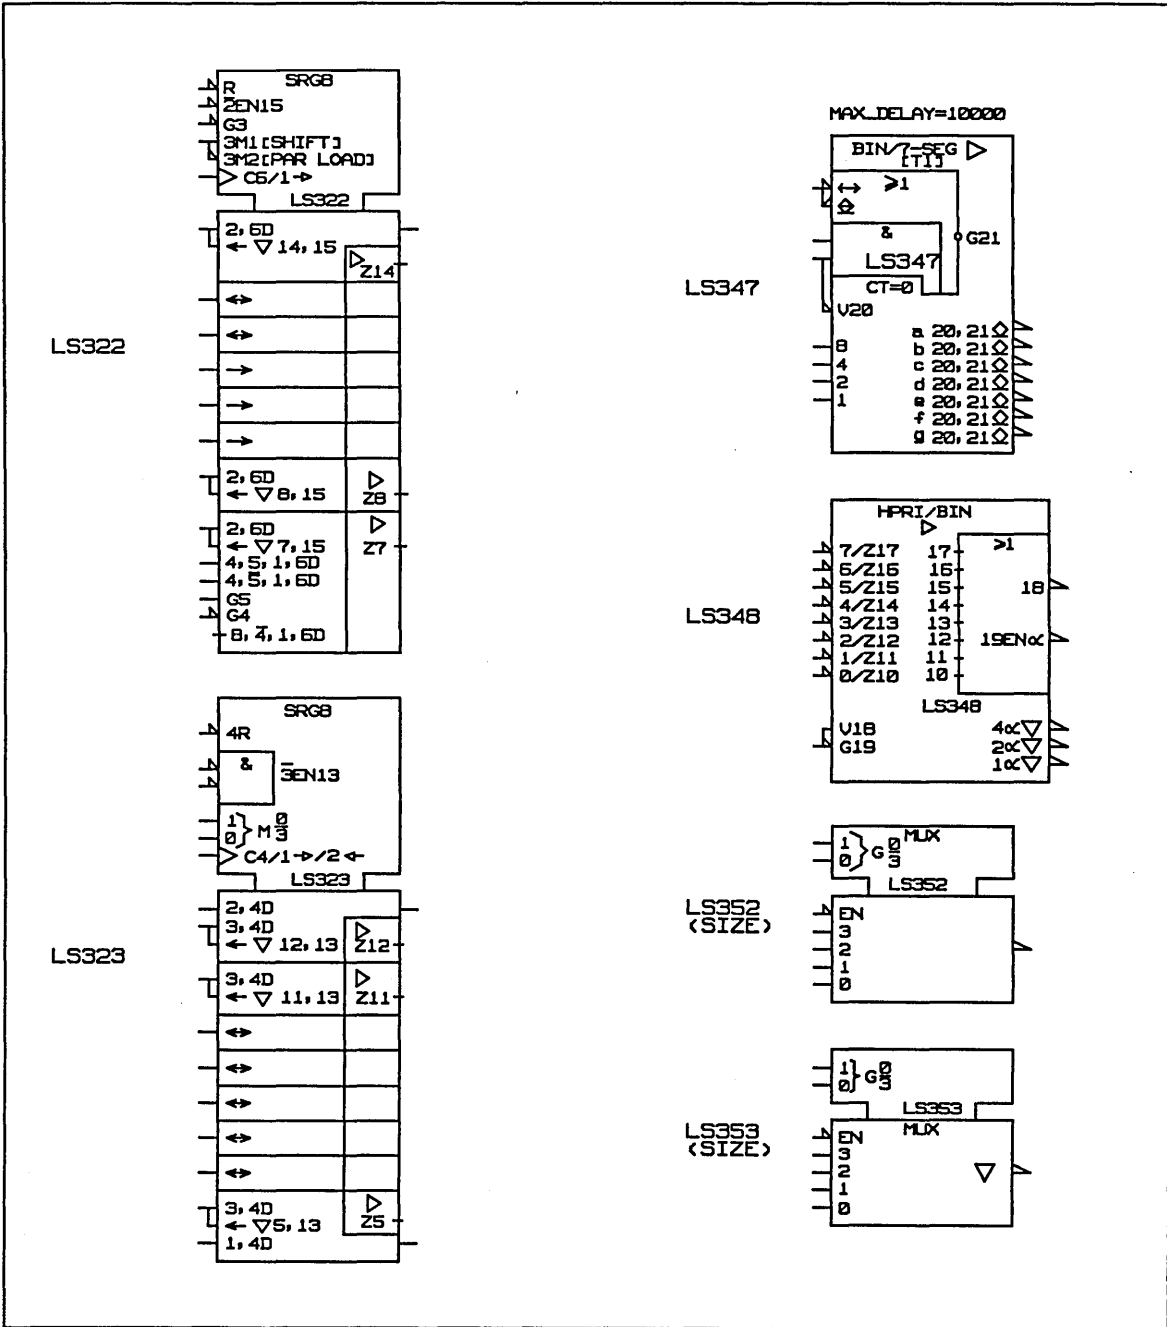 SRG8
R
2̅EN15
G3
3M1[SHIFT]
3M2[PAR LOAD]
C6/1→
LS322
2,6D
← ▽ 14,15
▷
Z14
↔
↔
→
→
→
2,6D
← ▽ 8,15
▷
Z8
2,6D
← ▽ 7,15
▷
Z7
4,5,1,6D
4,5̅,1,6D
G5
G4
8,4̅,1,6D
LS322
SRG8
4R
&
3̅EN13
1
0
} M 0/3
C4/1→/2←
LS323
2,4D
3,4D
← ▽ 12,13
▷
Z12
3,4D
← ▽ 11,13
▷
Z11
↔
↔
↔
↔
↔
3,4D
← ▽5,13
▷
Z5
1,4D
LS323
MAX_DELAY=10000
BIN/7-SEG ▷
[T1]
↔ ≥1
&
G21
LS347
CT=0
V20
8
4
2
1
a 20,21
b 20,21
c 20,21
d 20,21
e 20,21
f 20,21
g 20,21
LS347
HPRI/BIN
▷
≥1
7/Z17 17
6/Z16 16
5/Z15 15
4/Z14 14
3/Z13 13
2/Z12 12
1/Z11 11
0/Z10 10
18
19EN∝
LS348
V18
G19
4∝▽
2∝▽
1∝▽
LS348
MUX
1
0
} G 0/3
LS352
EN
3
2
1
0
LS352
(SIZE)
1
0
} G 0/3
LS353
MUX
EN
3
2
1
0
▽
LS353
(SIZE)